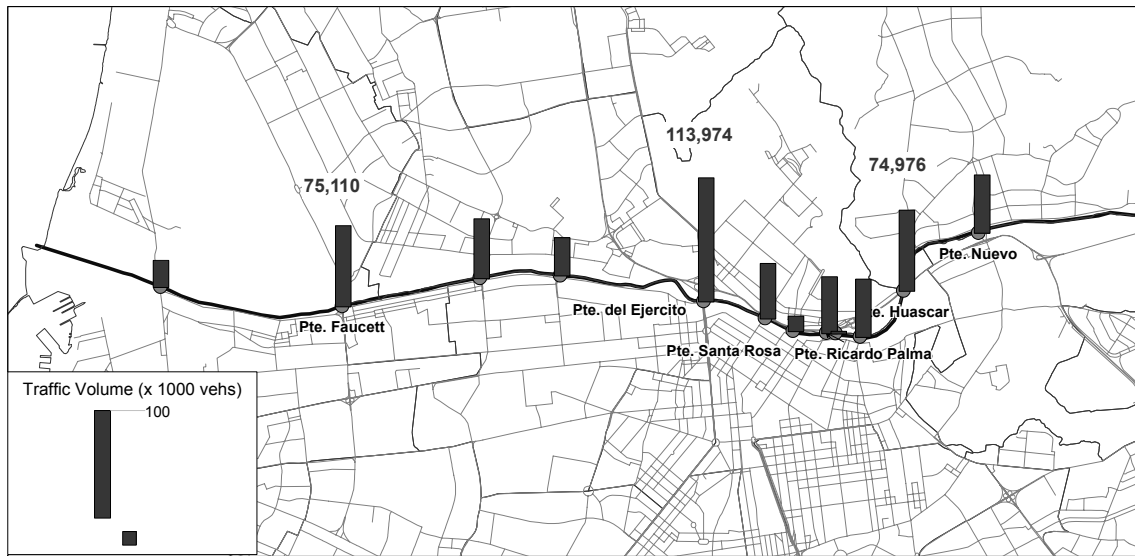 113,974
74,976
75,110
Pte. Nuevo
Pte. del Ejercito
te. Huascar
Pte. Faucett
Pte. Santa Rosa
Pte. Ricardo Palma
Traffic Volume (x 1000 vehs)
100